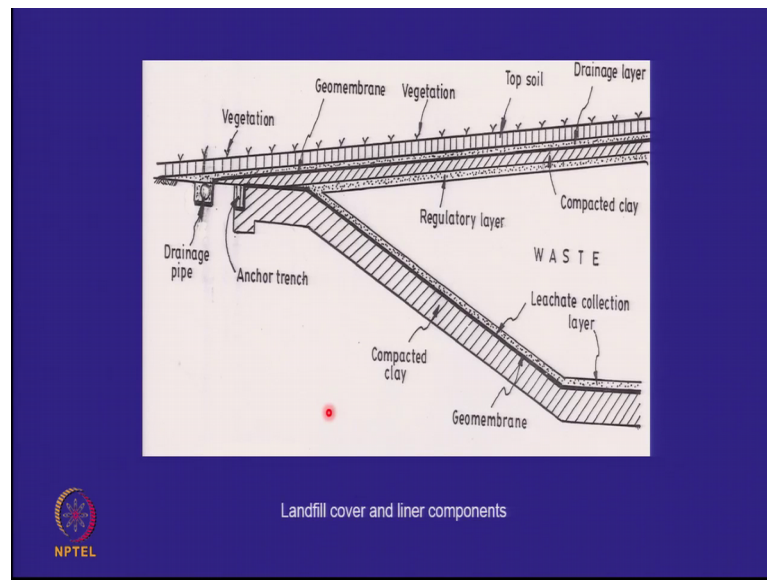 Geomembrane
Vegetation
Top soil
Drainage layer
Vegetation
Compacted clay
Regulatory layer
WASTE
Drainage
pipe
Anchor trench
Leachate collection
layer
Compacted
clay
Geomembrane
Landfill cover and liner components
NPTEL